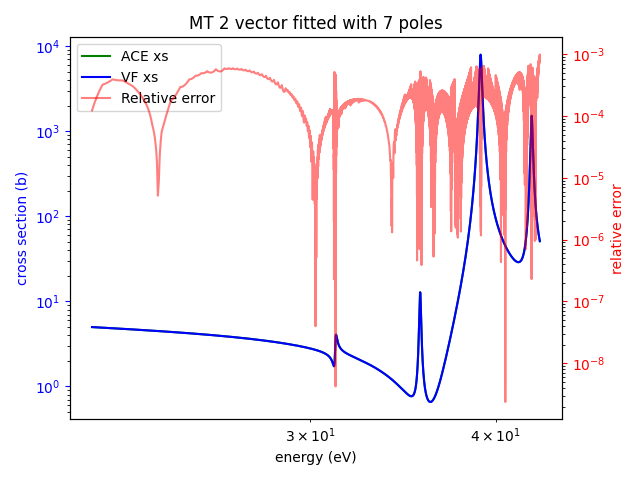 MT 2 vector fitted with 7 poles
ACE xs
VF xs
Relative error
cross section (b)
10⁴
10³
10²
10¹
10⁰
10⁻³
10⁻⁴
10⁻⁵
10⁻⁶
10⁻⁷
10⁻⁸
relative error
3 × 10¹
4 × 10¹
energy (eV)